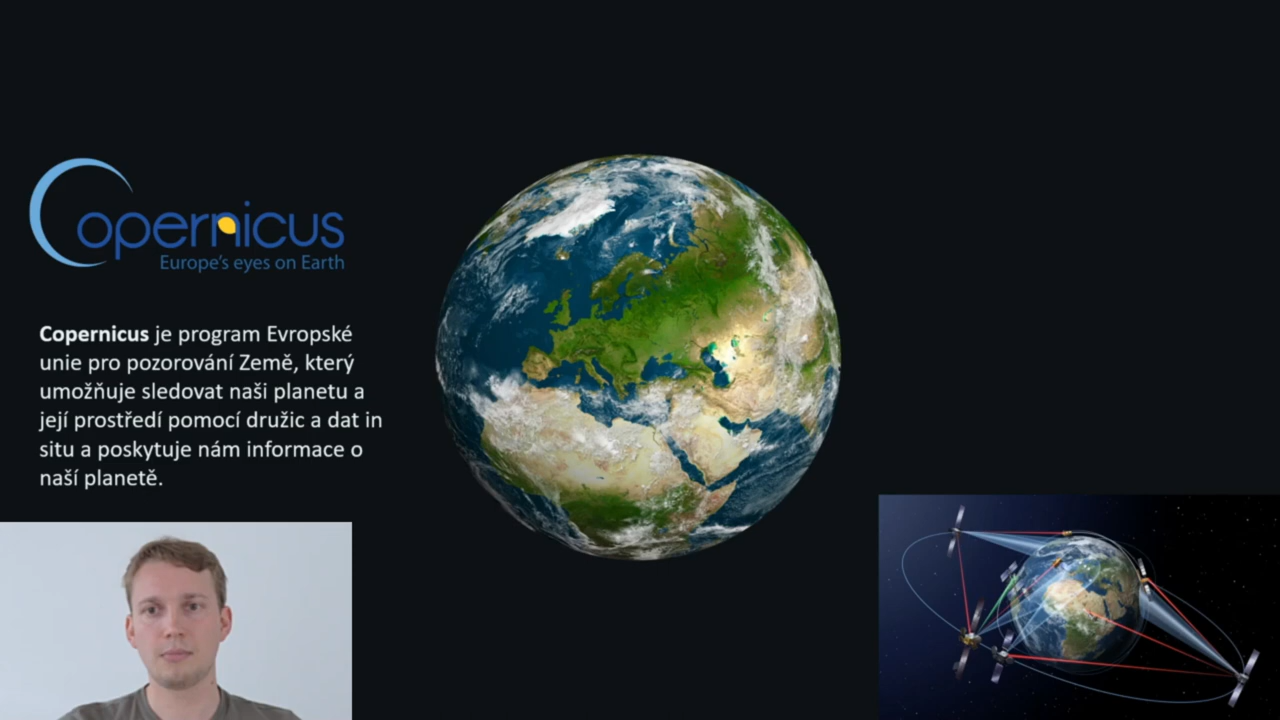 Copernicus
Europe's eyes on Earth
Copernicus je program Evropské
unie pro pozorování Země, který
umožňuje sledovat naši planetu a
její prostředí pomocí družic a dat in
situ a poskytuje nám informace o
naší planetě.